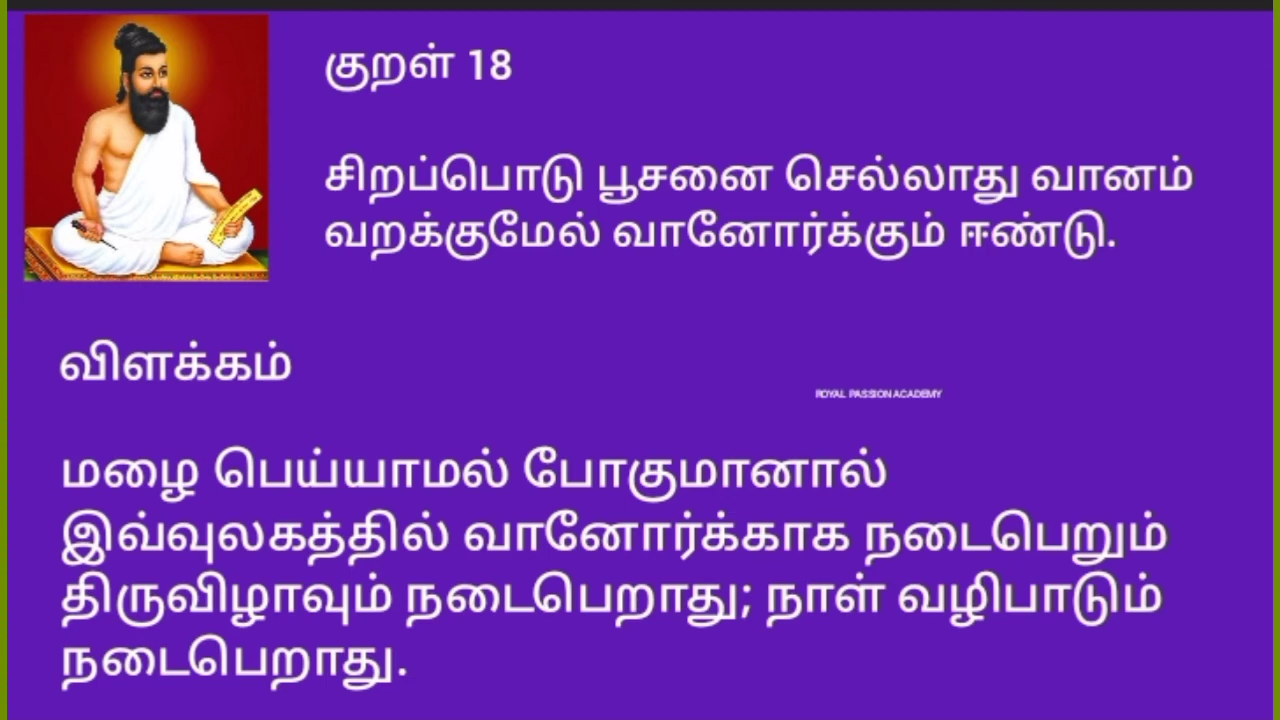 குறள் 18
சிறப்பொடு பூசனை செல்லாது வானம்
வறக்குமேல் வானோர்க்கும் ஈண்டு.
விளக்கம்
ROYAL PASSION ACADEMY
மழை பெய்யாமல் போகுமானால்
இவ்வுலகத்தில் வானோர்க்காக நடைபெறும்
திருவிழாவும் நடைபெறாது; நாள் வழிபாடும்
நடைபெறாது.